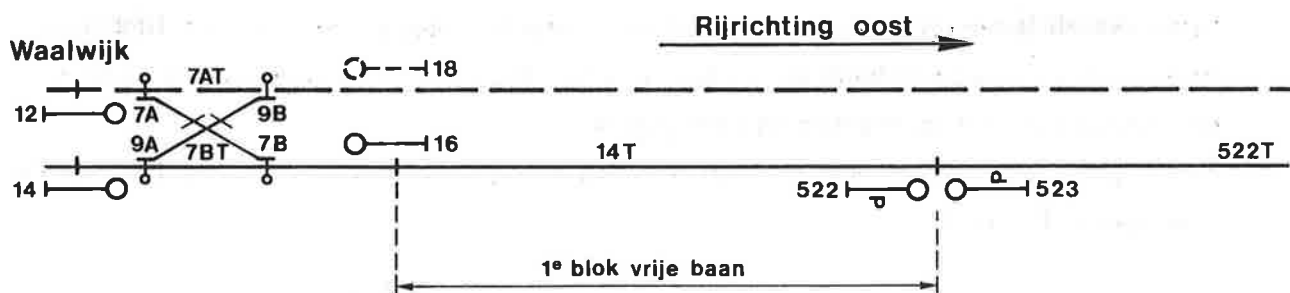 Rijrichting oost
Waalwijk
7AT
18
12
7A
9B
9A
7BT
7B
16
14T
522T
14
522
P
P
523
1e blok vrije baan